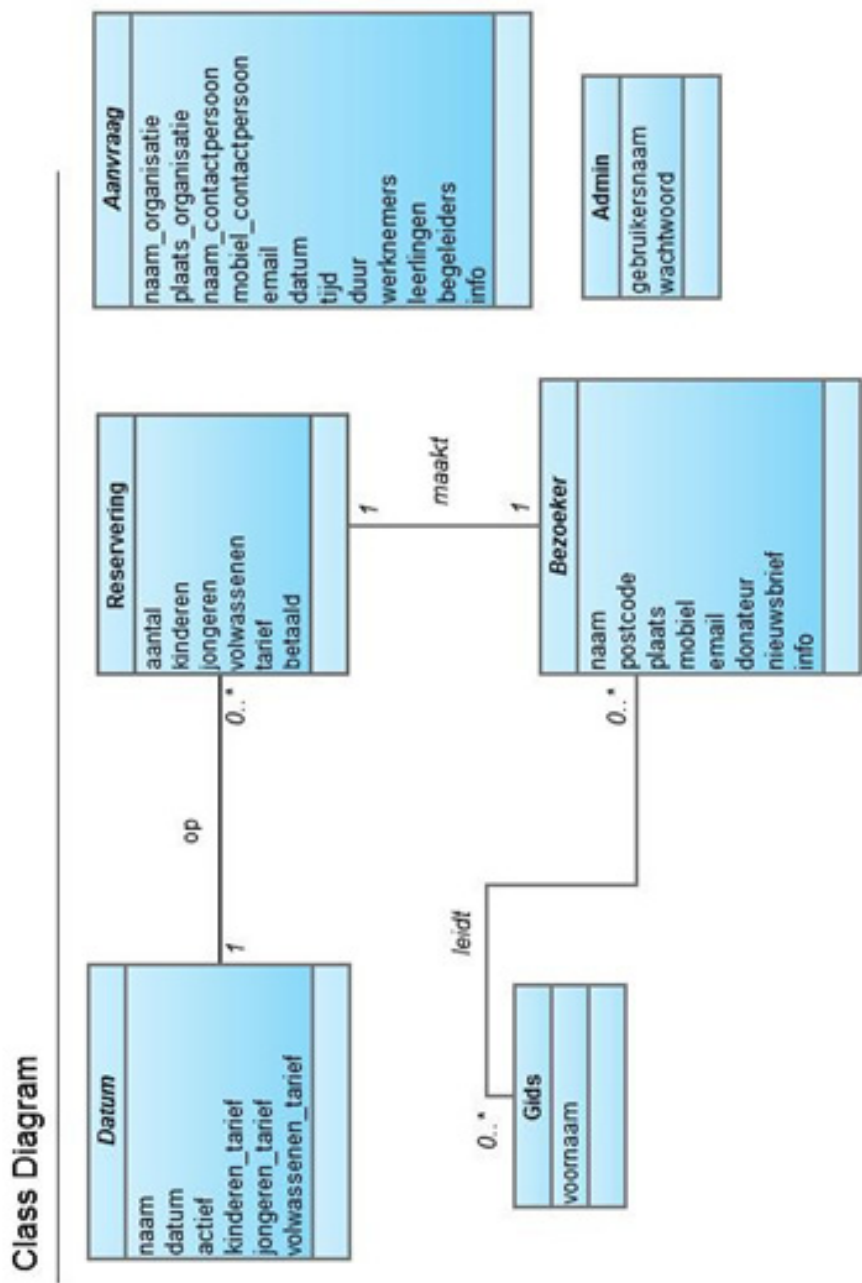 Class Diagram
Datum
naam
datum
actief
kinderen_tarief
jongeren_tarief
volwassenen_tarief
1
op
0..*
Reservering
aantal
kinderen
jongeren
volwassenen
tarief
betaald
1
maakt
1
Aanvraag
naam_organisatie
plaats_organisatie
naam_contactpersoon
mobiel_contactpersoon
email
datum
tijd
duur
werknemers
leerlingen
begeleiders
info
Gids
voornaam
0..*
leidt
0..*
Bezoeker
naam
postcode
plaats
mobiel
email
donateur
nieuwsbrief
info
Admin
gebruikersnaam
wachtwoord